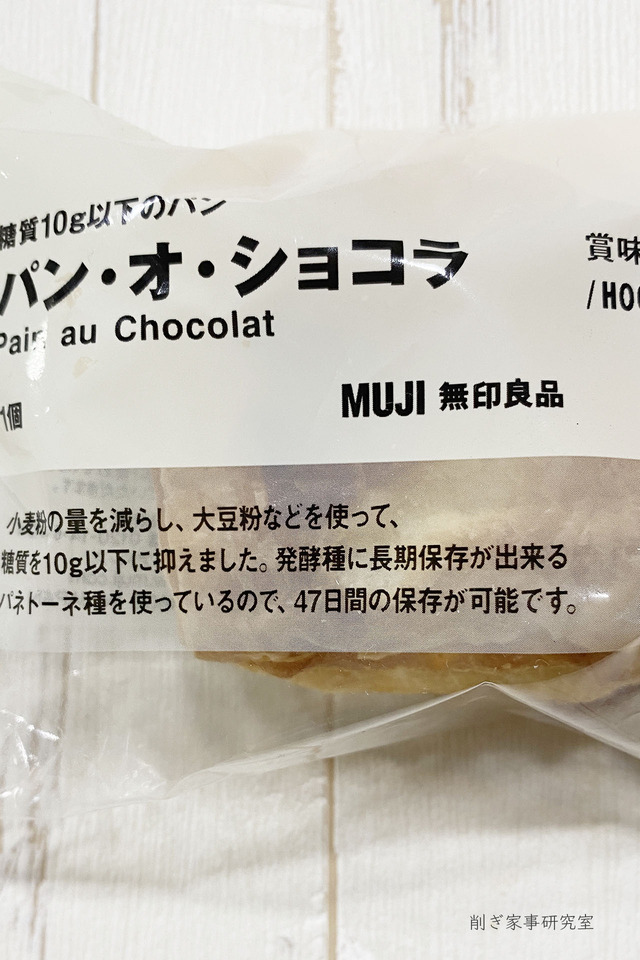 糖質10g以下のパン
パン・オ・ショコラ
Pain au Chocolat
1個
賞味
/HOC
MUJI 無印良品
小麦粉の量を減らし、大豆粉などを使って、
糖質を10g以下に抑えました。発酵種に長期保存が出来る
パネトーネ種を使っているので、47日間の保存が可能です。
削ぎ家事研究室